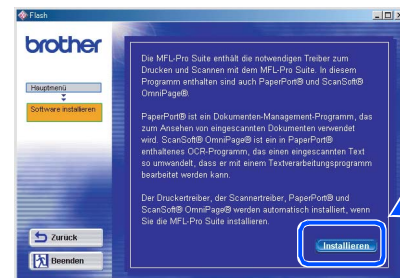 Flash
brother
Hauptmenü
Software installieren
Die MFL-Pro Suite enthält die notwendigen Treiber zum
Drucken und Scannen mit dem MFL-Pro Suite. In diesem
Programm enthalten sind auch PaperPort® und ScanSoft®
OmniPage®.
PaperPort® ist ein Dokumenten-Management-Programm, das
zum Ansehen von eingescannten Dokumenten verwendet
wird. ScanSoft® OmniPage® ist ein in PaperPort®
enthaltenes OCR-Programm, das einen eingescannten Text
so umwandelt, dass er mit einem Textverarbeitungsprogramm
bearbeitet werden kann.
Der Druckertreiber, der Scannertreiber, PaperPort® und
ScanSoft® OmniPage® werden automatisch installiert, wenn
Sie die MFL-Pro Suite installieren.
Zurück
Beenden
Installieren